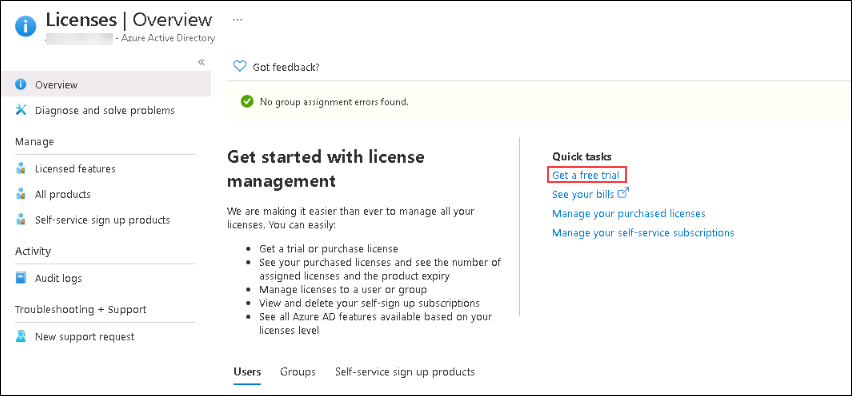 Licenses | Overview ...
- Azure Active Directory
«
Overview
Diagnose and solve problems
Manage
Licensed features
All products
Self-service sign up products
Activity
Audit logs
Troubleshooting + Support
New support request
Got feedback?
No group assignment errors found.
Get started with license
management
We are making it easier than ever to manage all your
licenses. You can easily:
• Get a trial or purchase license
• See your purchased licenses and see the number of
assigned licenses and the product expiry
• Manage licenses to a user or group
• View and delete your self-sign up subscriptions
• See all Azure AD features available based on your
licenses level
Quick tasks
Get a free trial
See your bills
Manage your purchased licenses
Manage your self-service subscriptions
Users Groups Self-service sign up products